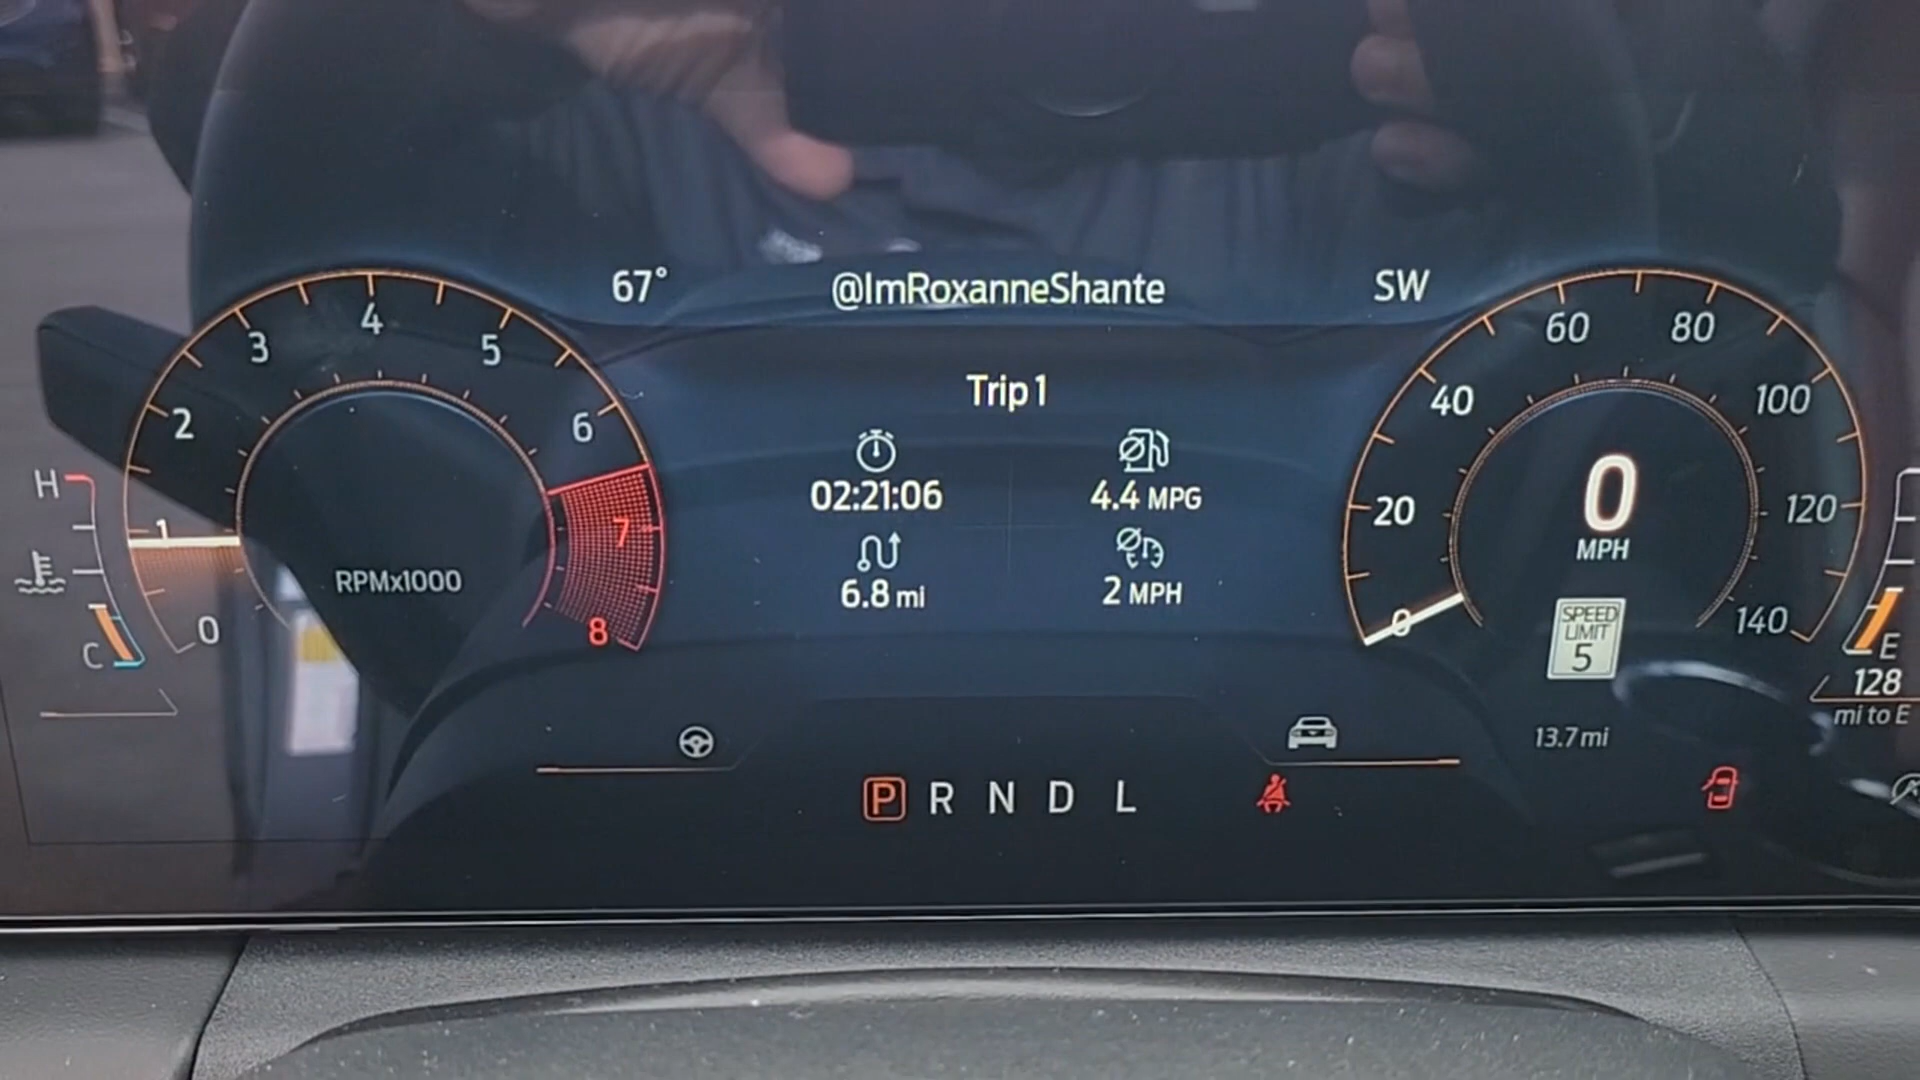 67° @ImRoxanneShante SW
Trip 1
02:21:06 4.4 MPG
6.8 mi 2 MPH
0 1 2 3 4 5 6 7 8
RPMx1000
H
C
0 20 40 60 80 100 120 140
0
MPH
SPEED
LIMIT
5
13.7 mi
E
128
mi to E
P R N D L